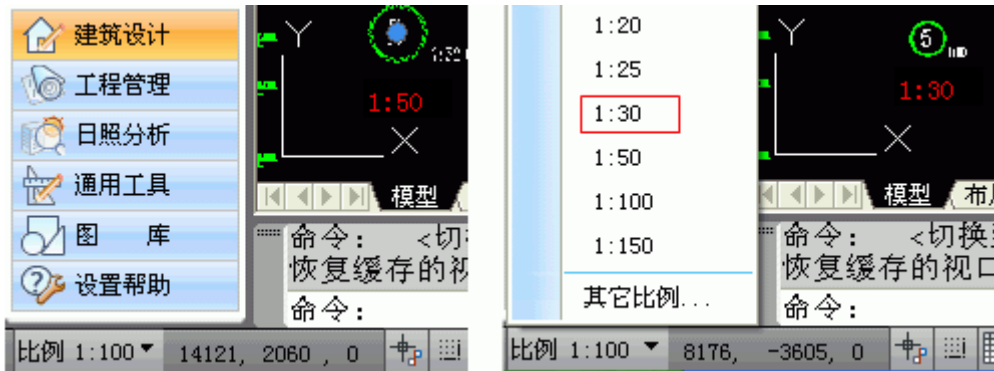 建筑设计
工程管理
日照分析
通用工具
图 库
设置帮助
Y
1:50
X
模型
命令: <切
恢复缓存的视
命令:
比例 1:100 14121, 2060 , 0
1:20
1:25
1:30
1:50
1:100
1:150
其它比例...
Y
5
1:30
X
模型 布
命令: <切换
恢复缓存的视口
命令:
比例 1:100 8176, -3605, 0